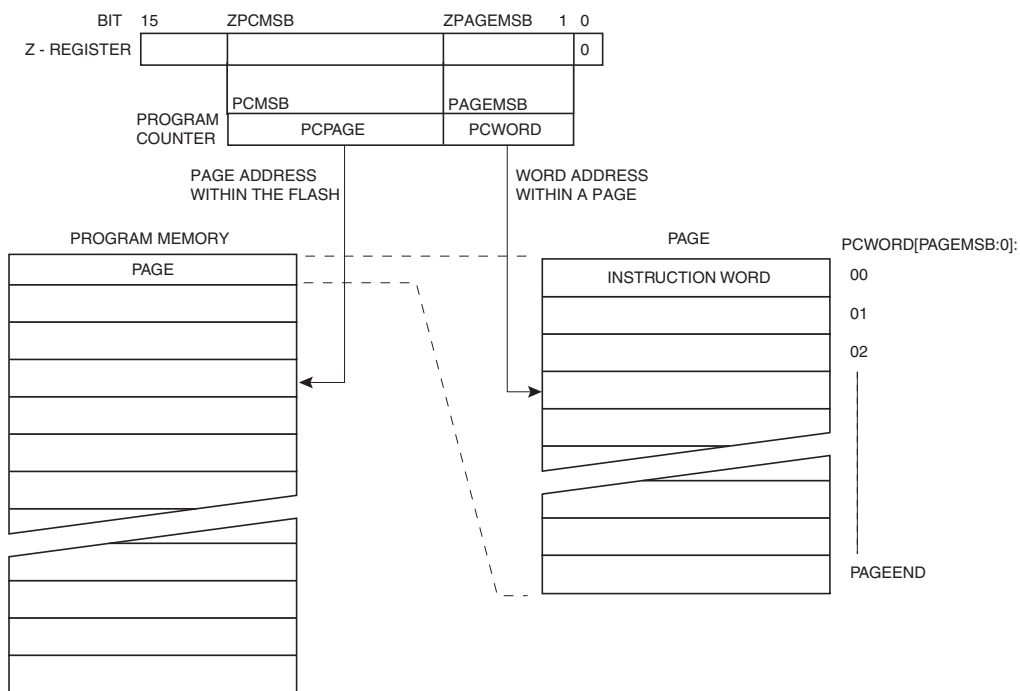 BIT 15 ZPCMSB ZPAGEMSB 1 0
Z - REGISTER 0
PCMSB PAGEMSB
PROGRAM
COUNTER
PCPAGE PCWORD
PAGE ADDRESS
WITHIN THE FLASH
WORD ADDRESS
WITHIN A PAGE
PROGRAM MEMORY
PAGE
PAGE
INSTRUCTION WORD
PCWORD[PAGEMSB:0]:
00
01
02
PAGEEND